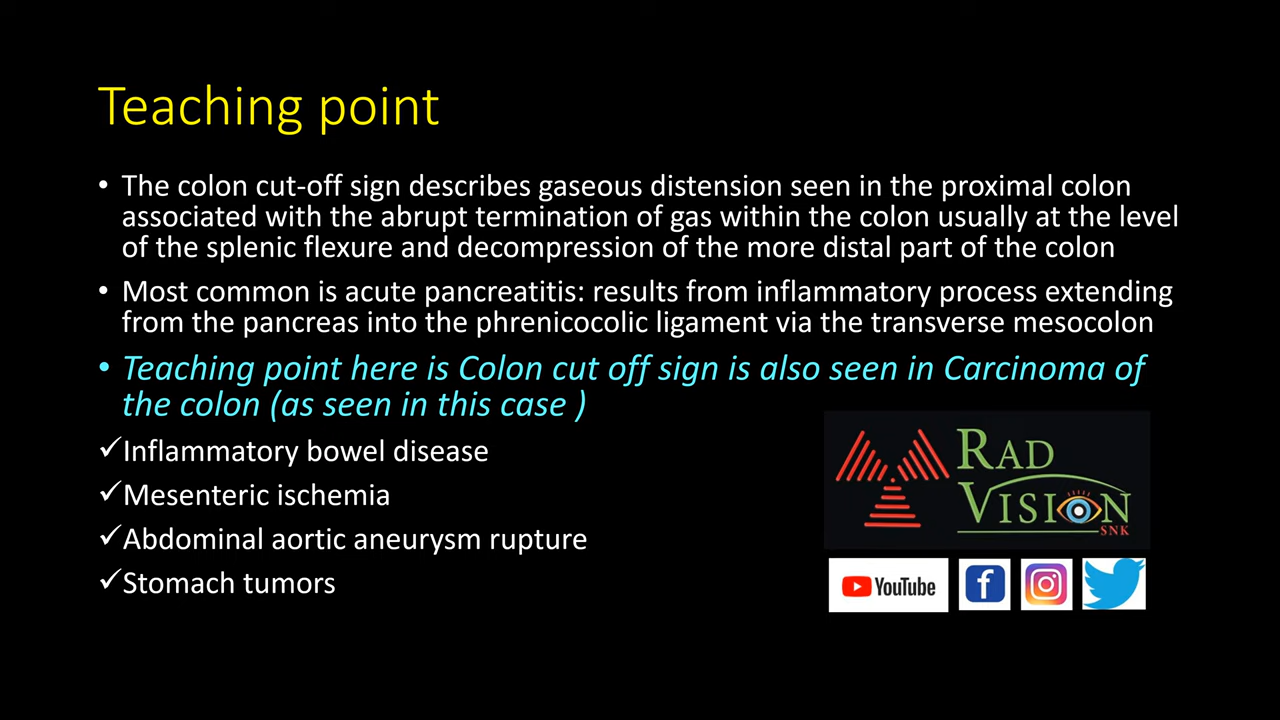 Teaching point
• The colon cut-off sign describes gaseous distension seen in the proximal colon
associated with the abrupt termination of gas within the colon usually at the level
of the splenic flexure and decompression of the more distal part of the colon
• Most common is acute pancreatitis: results from inflammatory process extending
from the pancreas into the phrenicocolic ligament via the transverse mesocolon
• Teaching point here is Colon cut off sign is also seen in Carcinoma of
the colon (as seen in this case )
✓Inflammatory bowel disease
✓Mesenteric ischemia
✓Abdominal aortic aneurysm rupture
✓Stomach tumors
RAD
VISION
SNK
YouTube